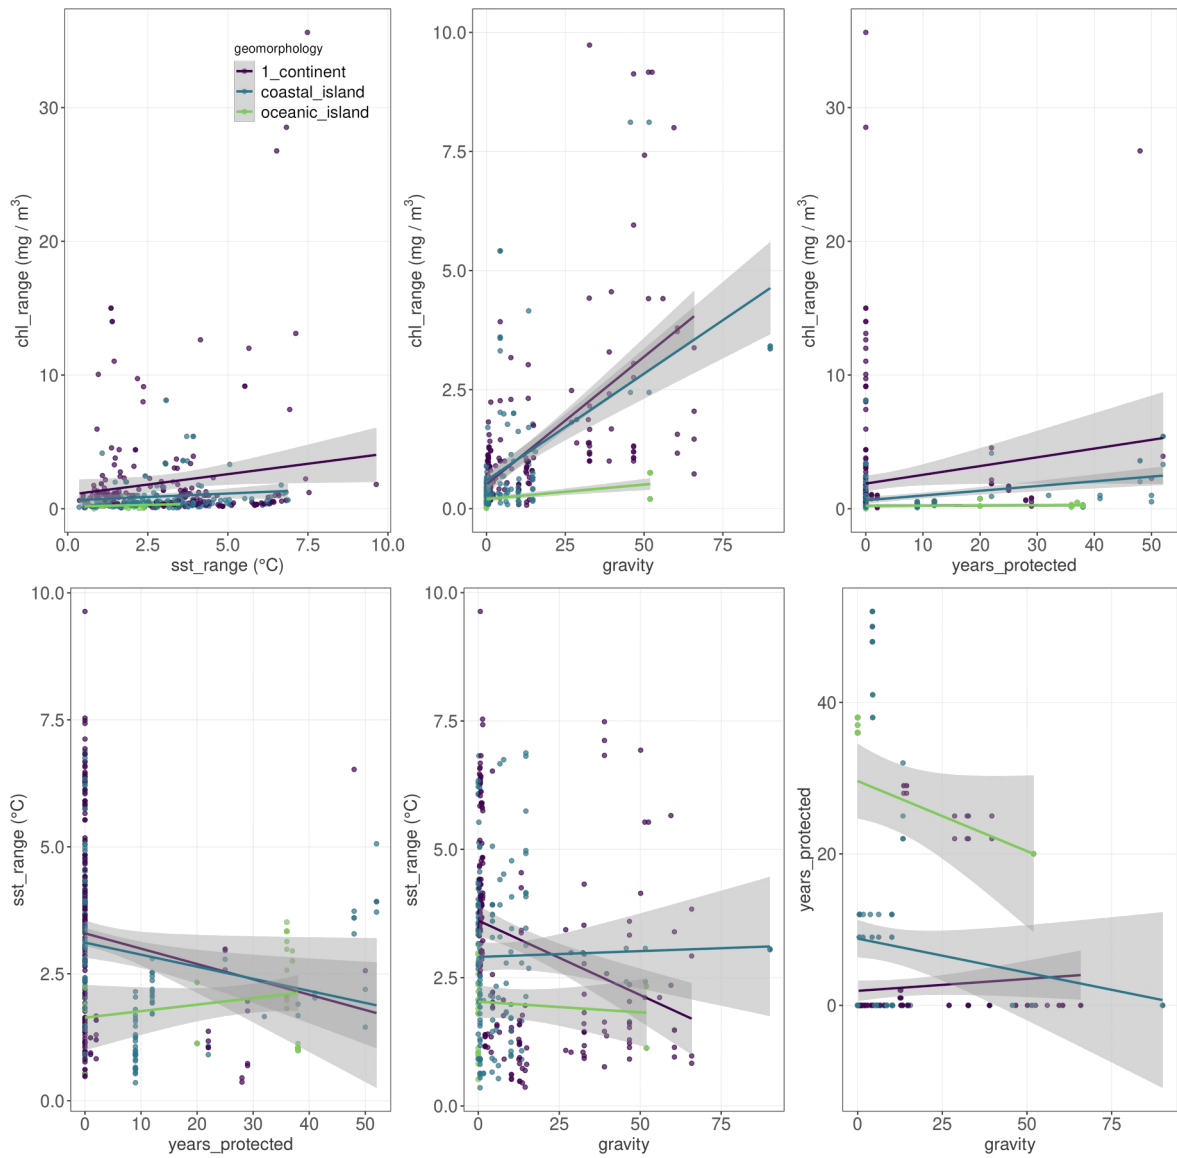 geomorphology
1_continent
coastal_island
oceanic_island
chl_range (mg / m³)
30
20
10
0
0.0 2.5 5.0 7.5 10.0
sst_range (°C)
chl_range (mg / m³)
10.0
7.5
5.0
2.5
0.0
0 25 50 75
gravity
chl_range (mg / m³)
30
20
10
0
0 10 20 30 40 50
years_protected
sst_range (°C)
10.0
7.5
5.0
2.5
0.0
0 10 20 30 40 50
years_protected
sst_range (°C)
10.0
7.5
5.0
2.5
0.0
0 25 50 75
gravity
years_protected
40
20
0
0 25 50 75
gravity